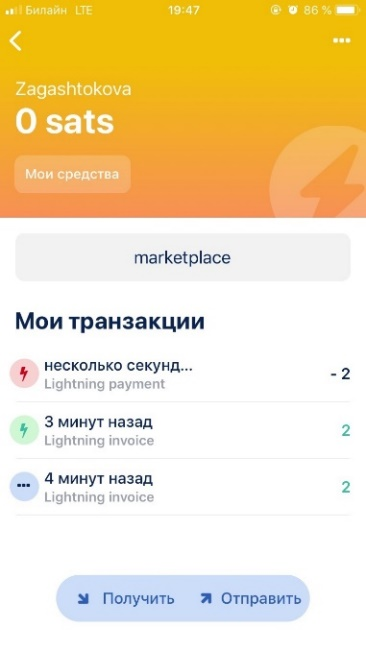 Билайн LTE 19:47 86 %
Zagashtokova
0 sats
Мои средства
marketplace
Мои транзакции
несколько секунд...
- 2
Lightning payment
3 минут назад
2
Lightning invoice
4 минут назад
2
Lightning invoice
Получить Отправить